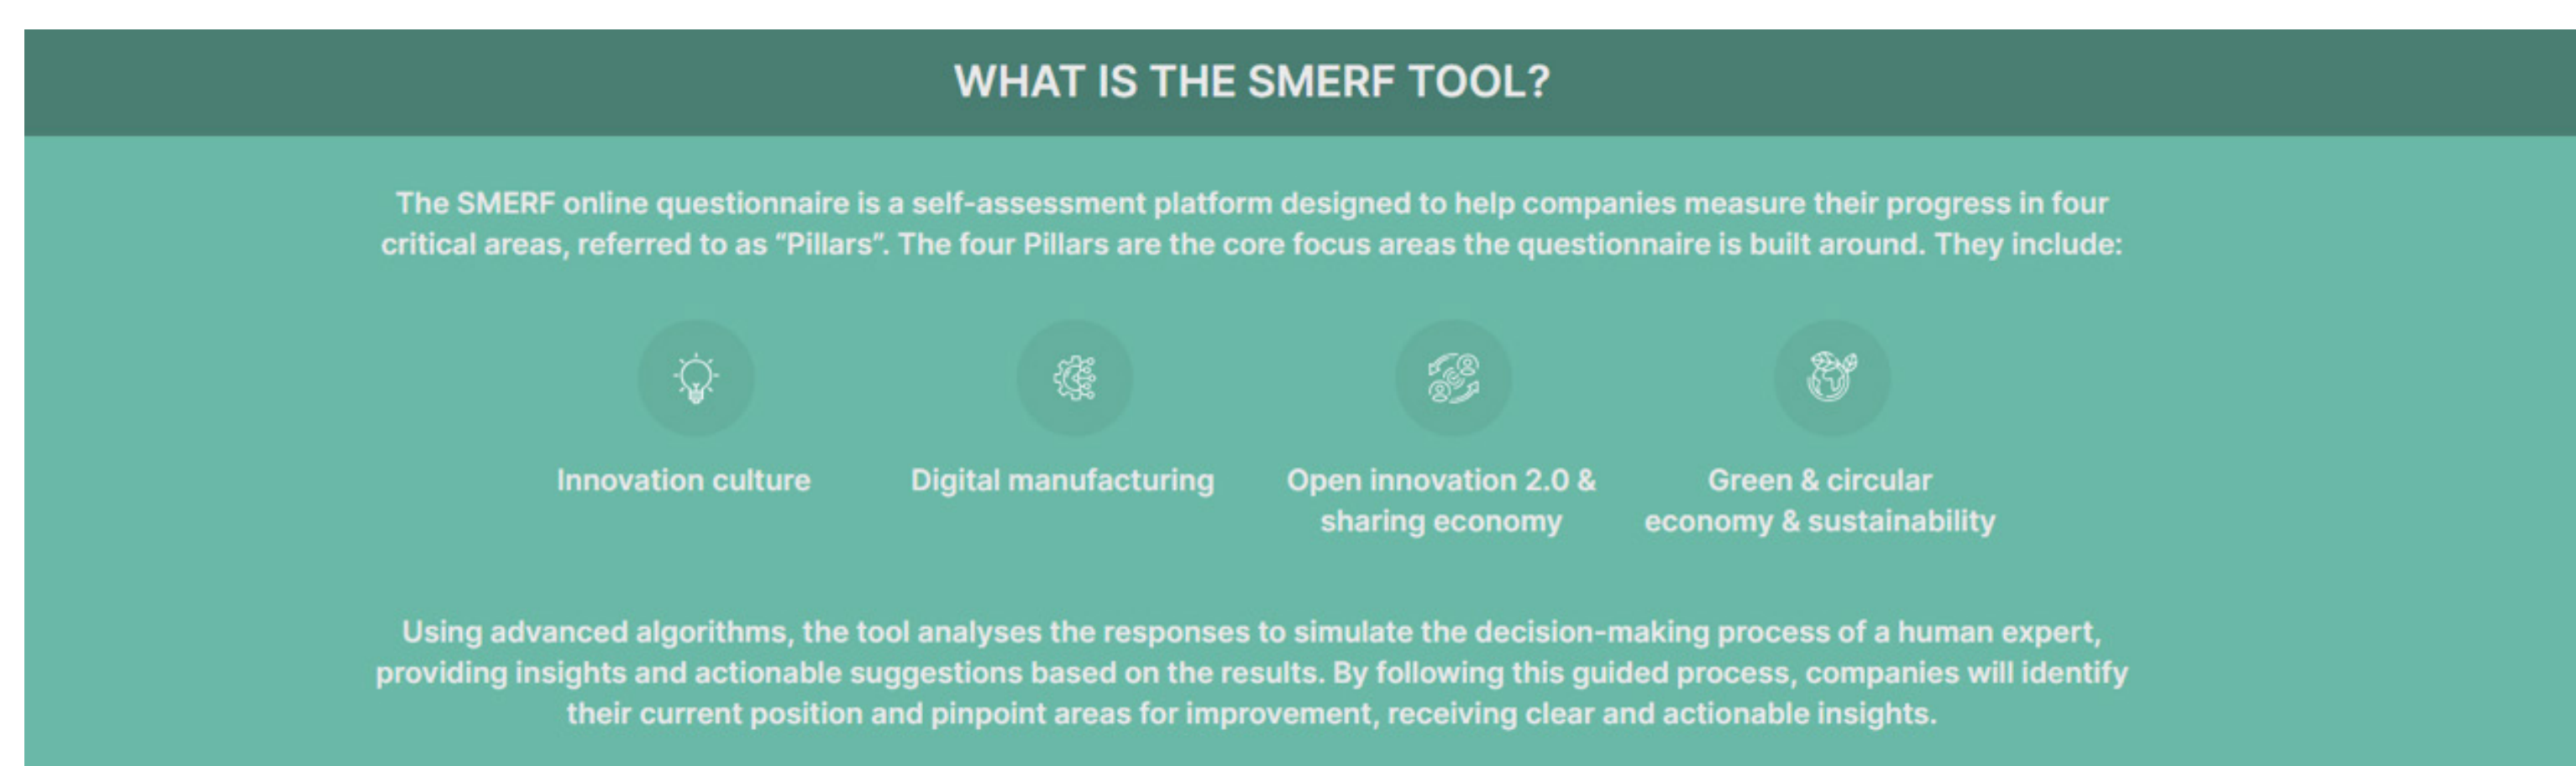 WHAT IS THE SMERF TOOL?
The SMERF online questionnaire is a self-assessment platform designed to help companies measure their progress in four
critical areas, referred to as “Pillars”. The four Pillars are the core focus areas the questionnaire is built around. They include:
Innovation culture
Digital manufacturing
Open innovation 2.0 &
sharing economy
Green & circular
economy & sustainability
Using advanced algorithms, the tool analyses the responses to simulate the decision-making process of a human expert,
providing insights and actionable suggestions based on the results. By following this guided process, companies will identify
their current position and pinpoint areas for improvement, receiving clear and actionable insights.